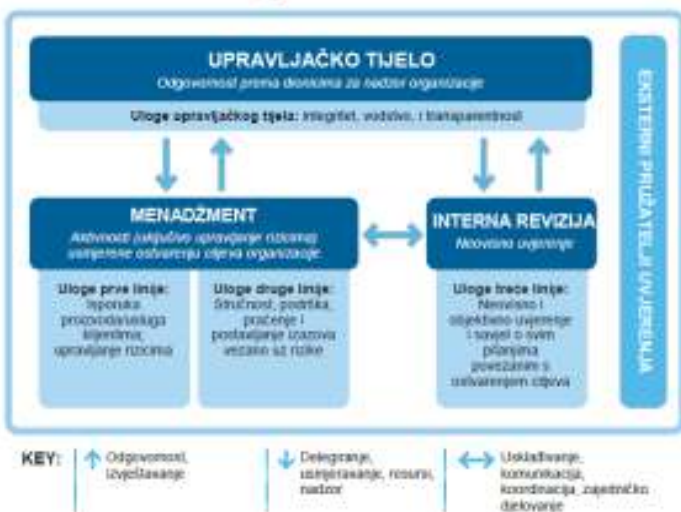 UPRAVLJAČKO TIJELO
Odgovornost prema dionicima za nadzor organizacije
Uloge upravljačkog tijela: integritet, vodstvo, i transparentnost
MENADŽMENT
Aktivnosti (uključivo upravljanje rizicima)
usmjerene ostvarenju ciljeva organizacije
INTERNA REVIZIJA
Neovisno uvjerenje
Uloge prve linije:
Isporuka
proizvoda/usluga
klijentima,
upravljanje rizicima
Uloge druge linije:
Stručnost, podrška,
praćenje i
postavljanje izazova
vezano uz rizike
Uloge treće linije:
Neovisno i
objektivno uvjerenje
i savjet o svim
pitanjima
povezanim s
ostvarenjem ciljeva
EKSTERNI PRUŽATELJI UVJERENJA
KEY:
Odgovornost,
izvještavanje
Delegiranje,
usmjeravanje, resursi,
nadzor
Usklađivanje,
komunikacija,
koordinacija, zajedničko
djelovanje